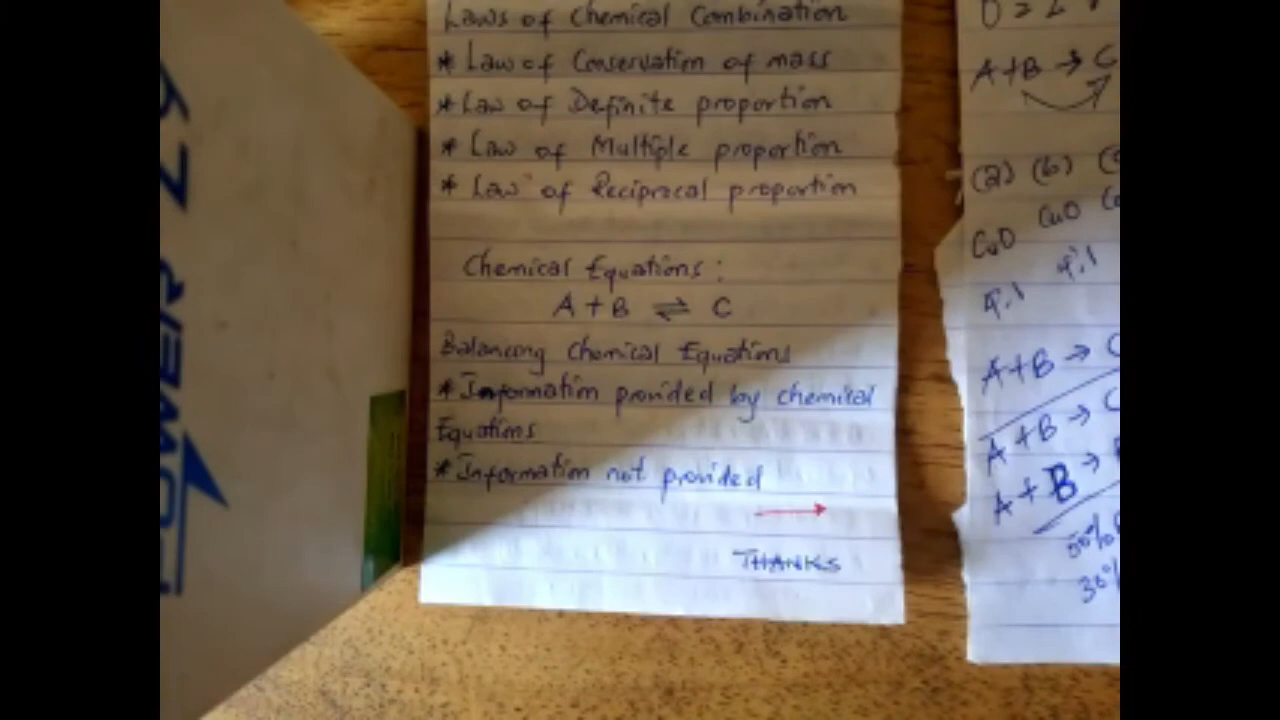 Laws of Chemical Combination
* Law of Conservation of mass
* Law of Definite proportion
* Law of Multiple proportion
* Law of Reciprocal proportion
Chemical Equations:
A + B ⇌ C
Balancing Chemical Equations
* Information provided by chemical
Equations
* Information not provided
→
THANKS
A+B → C
(a) (b)
CuO CuO
A+B → C
A+B → C
A + B →
POWER